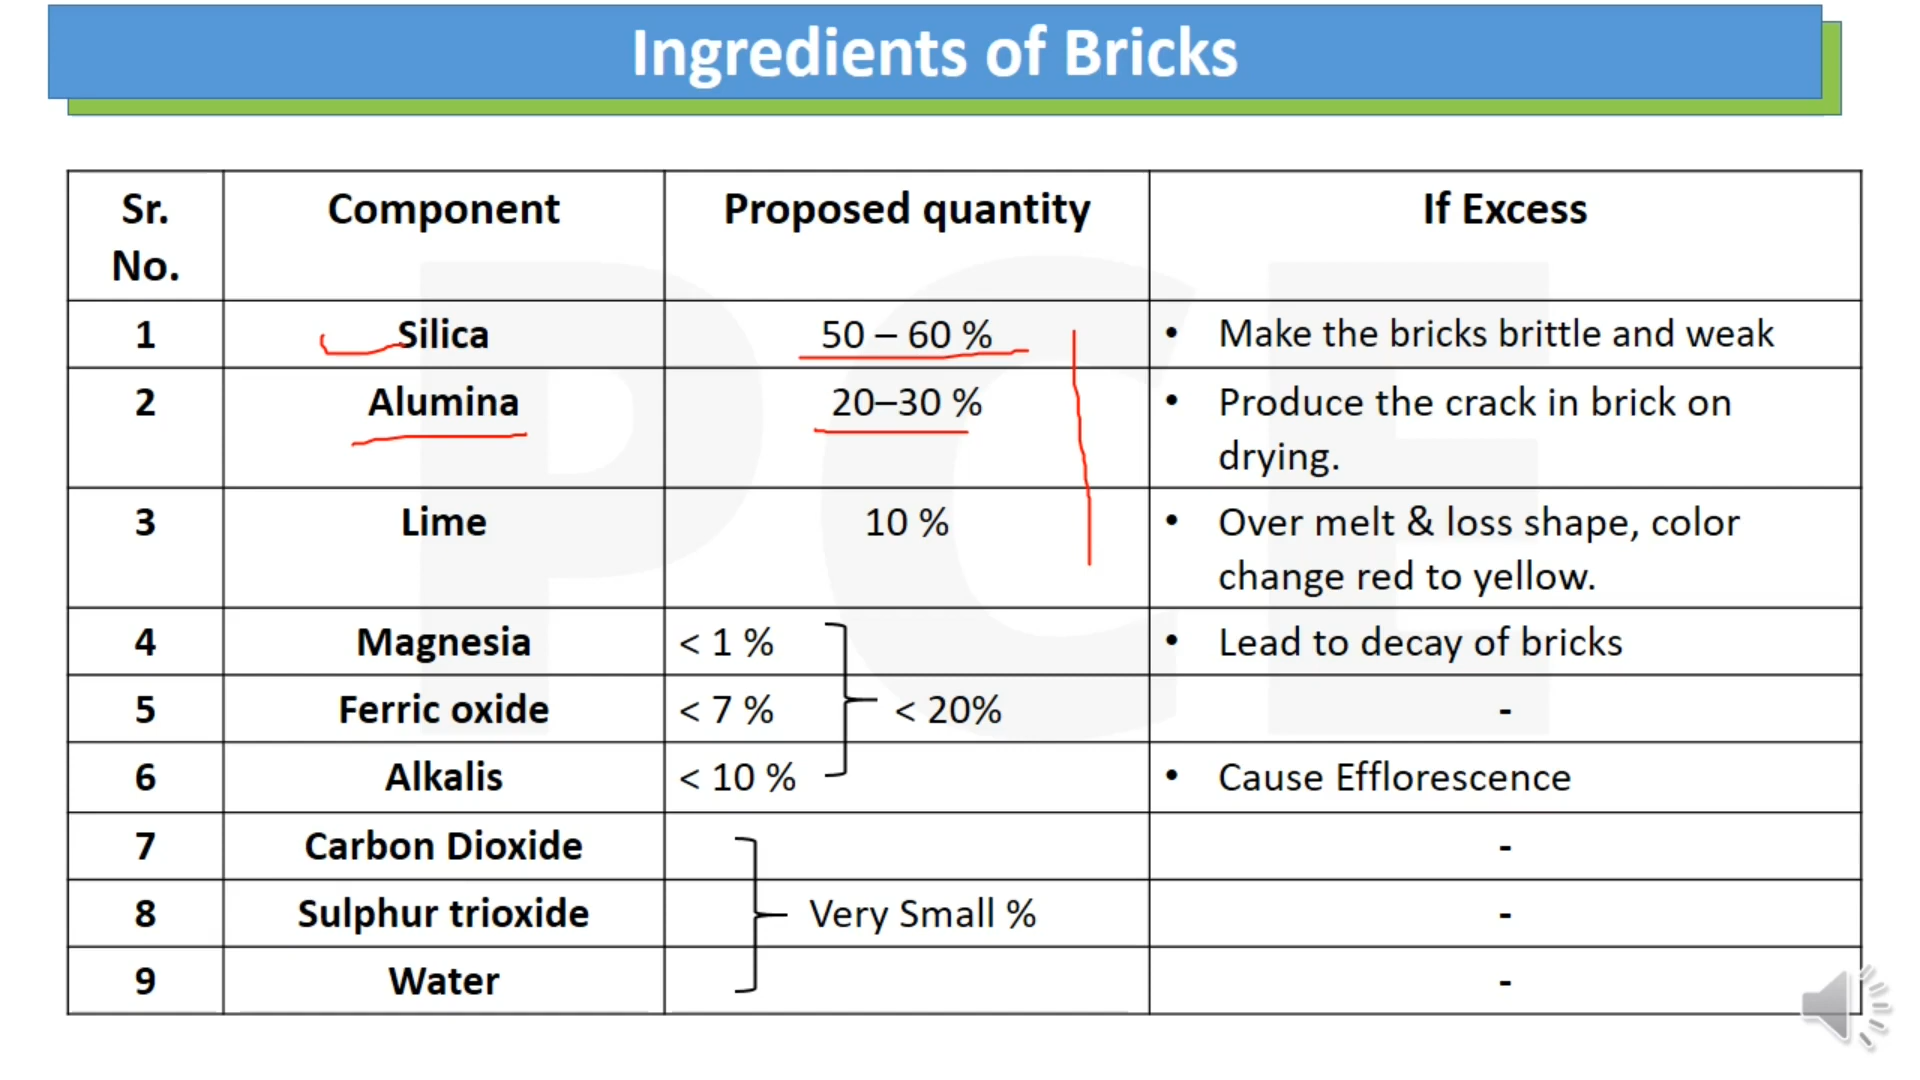 Ingredients of Bricks
Sr. No. Component Proposed quantity If Excess
1 Silica 50 – 60 % • Make the bricks brittle and weak
2 Alumina 20–30 % • Produce the crack in brick on
drying.
3 Lime 10 % • Over melt & loss shape, color
change red to yellow.
4 Magnesia < 1 % • Lead to decay of bricks
5 Ferric oxide < 7 % < 20% -
6 Alkalis < 10 % • Cause Efflorescence
7 Carbon Dioxide -
8 Sulphur trioxide Very Small % -
9 Water -
PCE